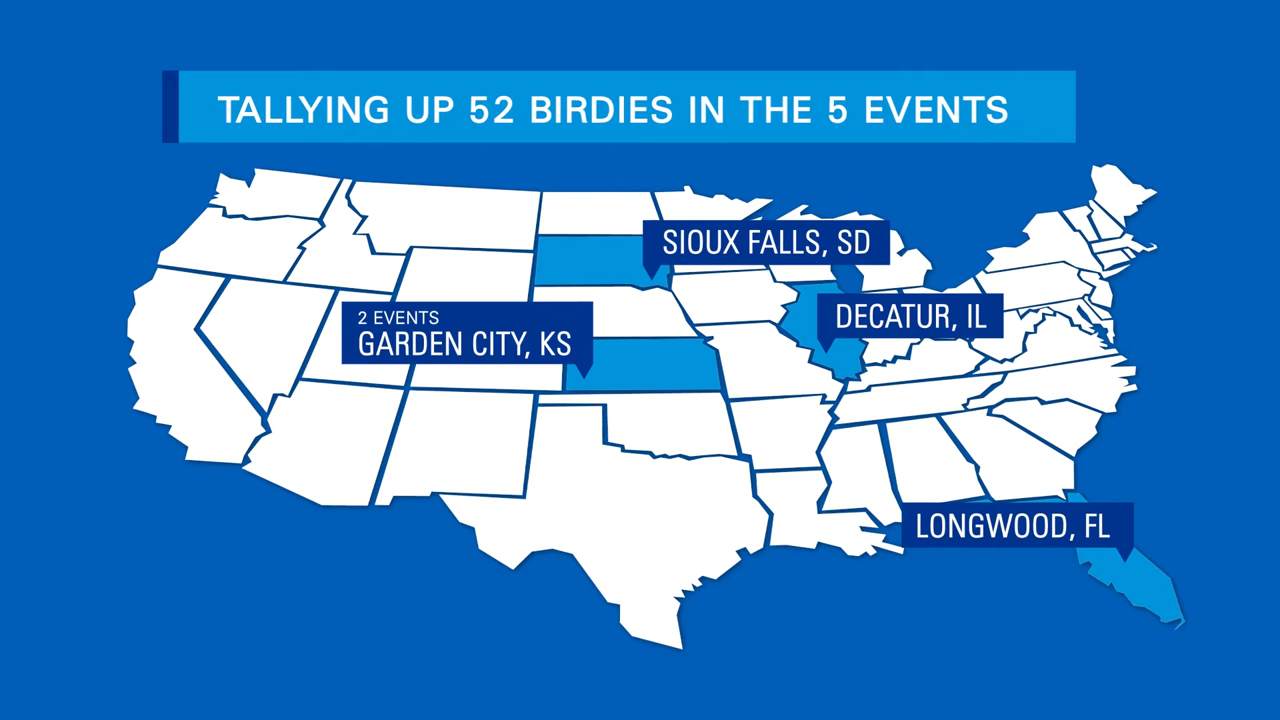 TALLYING UP 52 BIRDIES IN THE 5 EVENTS
SIOUX FALLS, SD
2 EVENTS
GARDEN CITY, KS
DECATUR, IL
LONGWOOD, FL